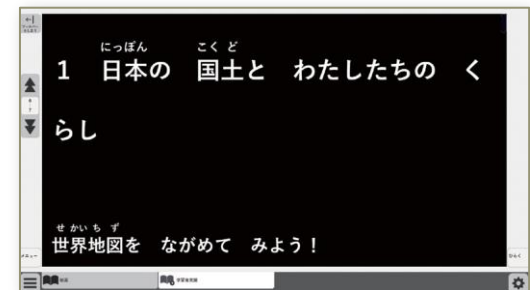 にっぽん こくど
1 日本の 国土と わたしたちの く
らし
せかいちず
世界地図を ながめて みよう！